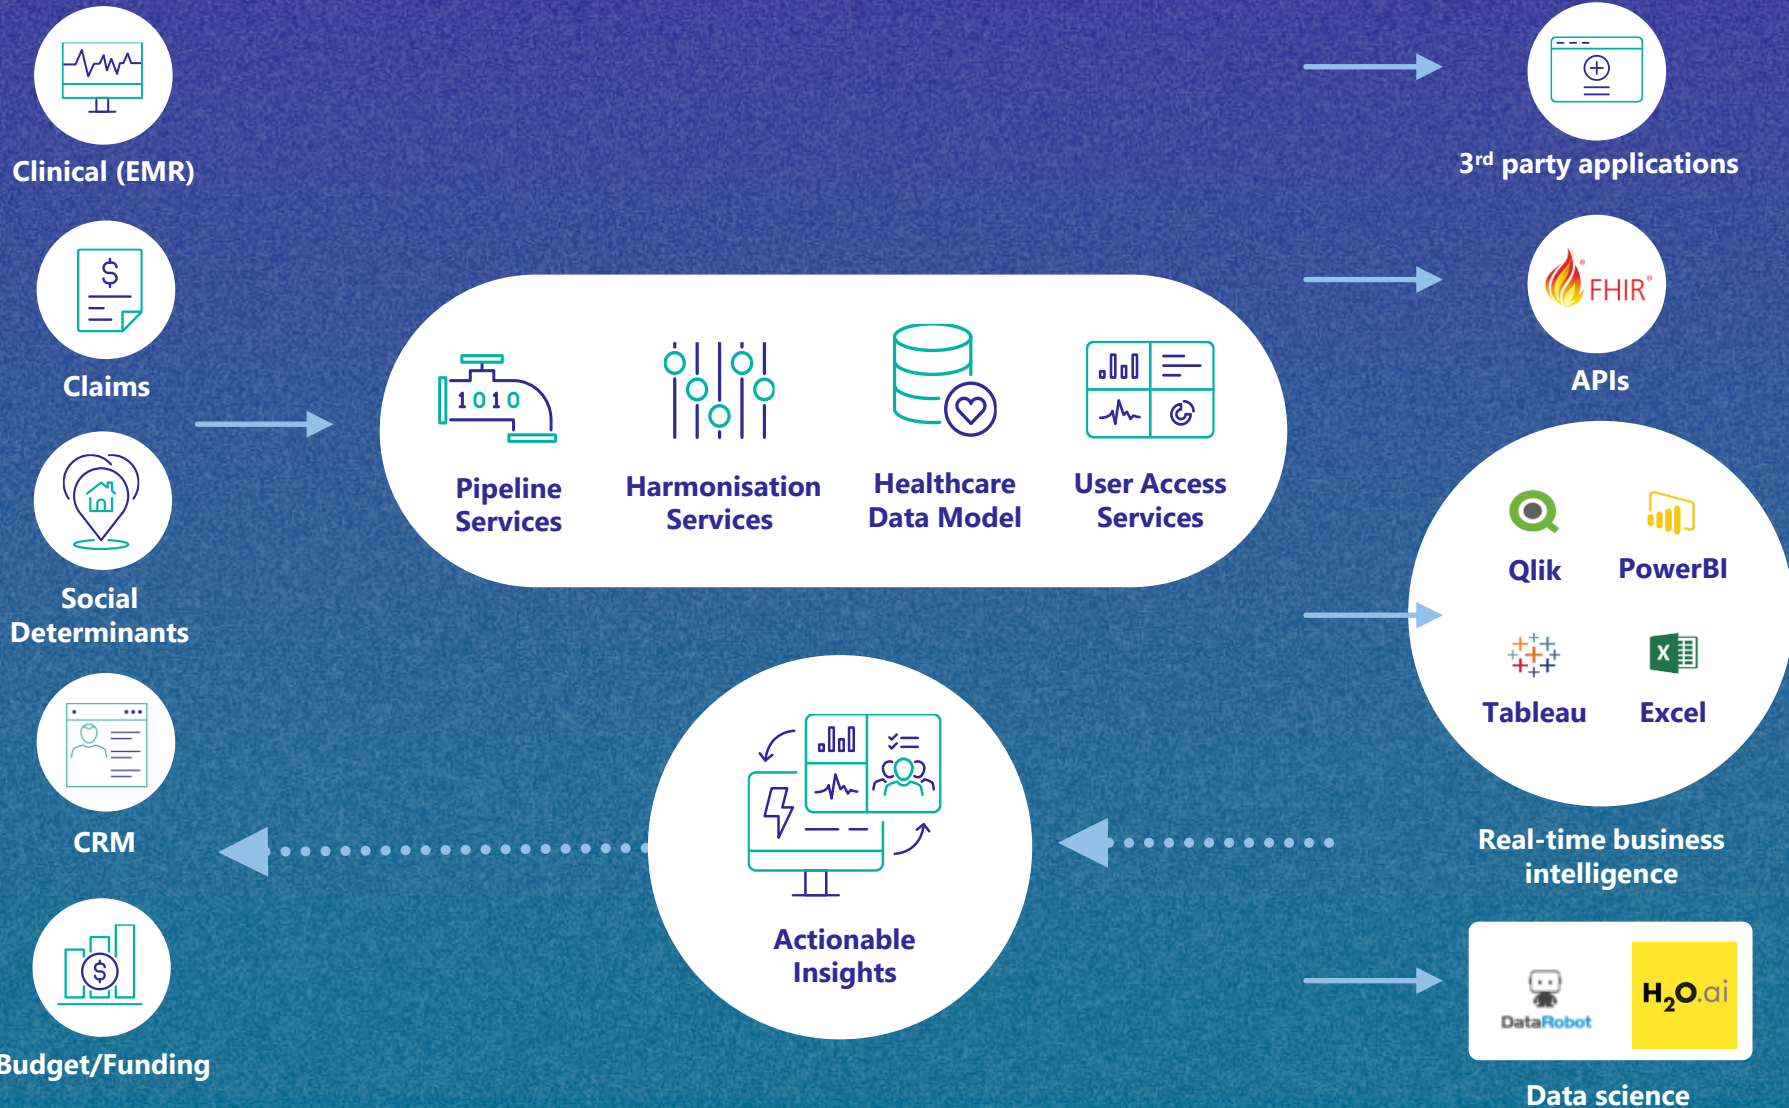 Clinical (EMR)
Claims
Social
Determinants
CRM
Budget/Funding
1010
Pipeline
Services
Harmonisation
Services
Healthcare
Data Model
User Access
Services
Actionable
Insights
3rd party applications
FHIR®
APIs
Qlik
PowerBI
Tableau
X
Excel
Real-time business
intelligence
DataRobot
H2O.ai
Data science